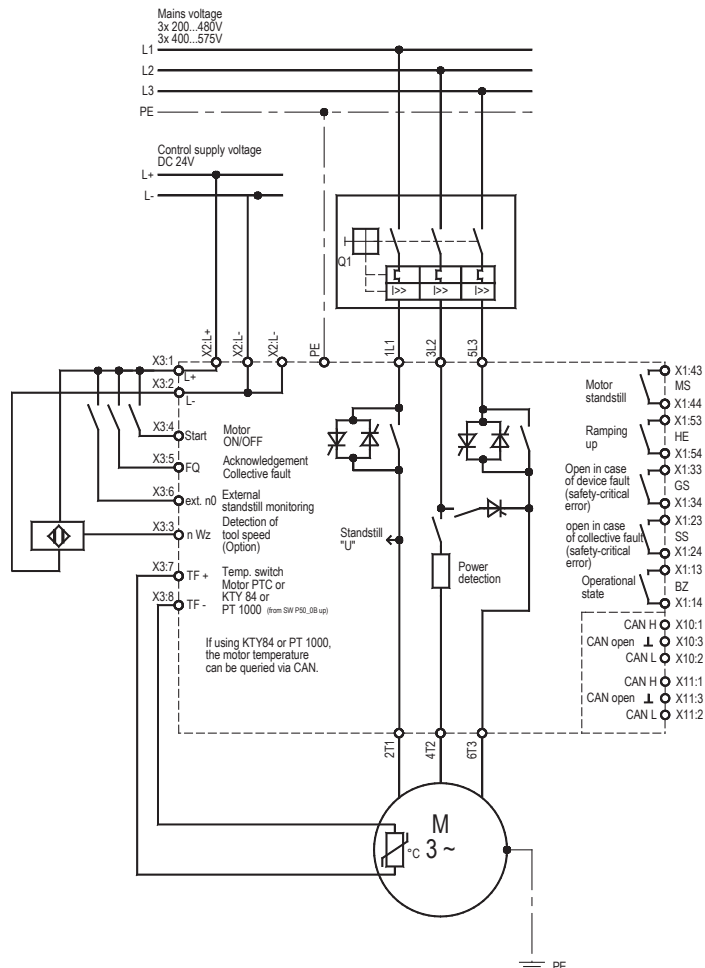 Mains voltage
3x 200...480V
3x 400...575V
L1
L2
L3
PE
Control supply voltage
DC 24V
L+
L-
Q1
I>> I>> I>>
X2:L+ X2:L- X2:L- PE 1L1 3L2 5L3
X3:1 L+
X3:2 L-
X3:4 Start Motor
ON/OFF
X3:5 FQ Acknowledgement
Collective fault
X3:6 ext. n0 External
standstill monitoring
X3:3 n Wz Detection of
tool speed
(Option)
X3:7 TF + Temp. switch
Motor PTC or
KTY 84 or
X3:8 TF - PT 1000 (from SW P50_0B up)
If using KTY84 or PT 1000,
the motor temperature
can be queried via CAN.
Standstill
"U"
Power
detection
Motor
standstill
X1:43
MS
X1:44
Ramping
up
X1:53
HE
X1:54
Open in case
of device fault
(safety-critical
error)
X1:33
GS
X1:34
open in case
of collective fault
(safety-critical
error)
X1:23
SS
X1:24
Operational
state
X1:13
BZ
X1:14
CAN H X10:1
CAN open X10:3
CAN L X10:2
CAN H X11:1
CAN open X11:3
CAN L X11:2
2T1 4T2 6T3
M
3 ~
°C
PE